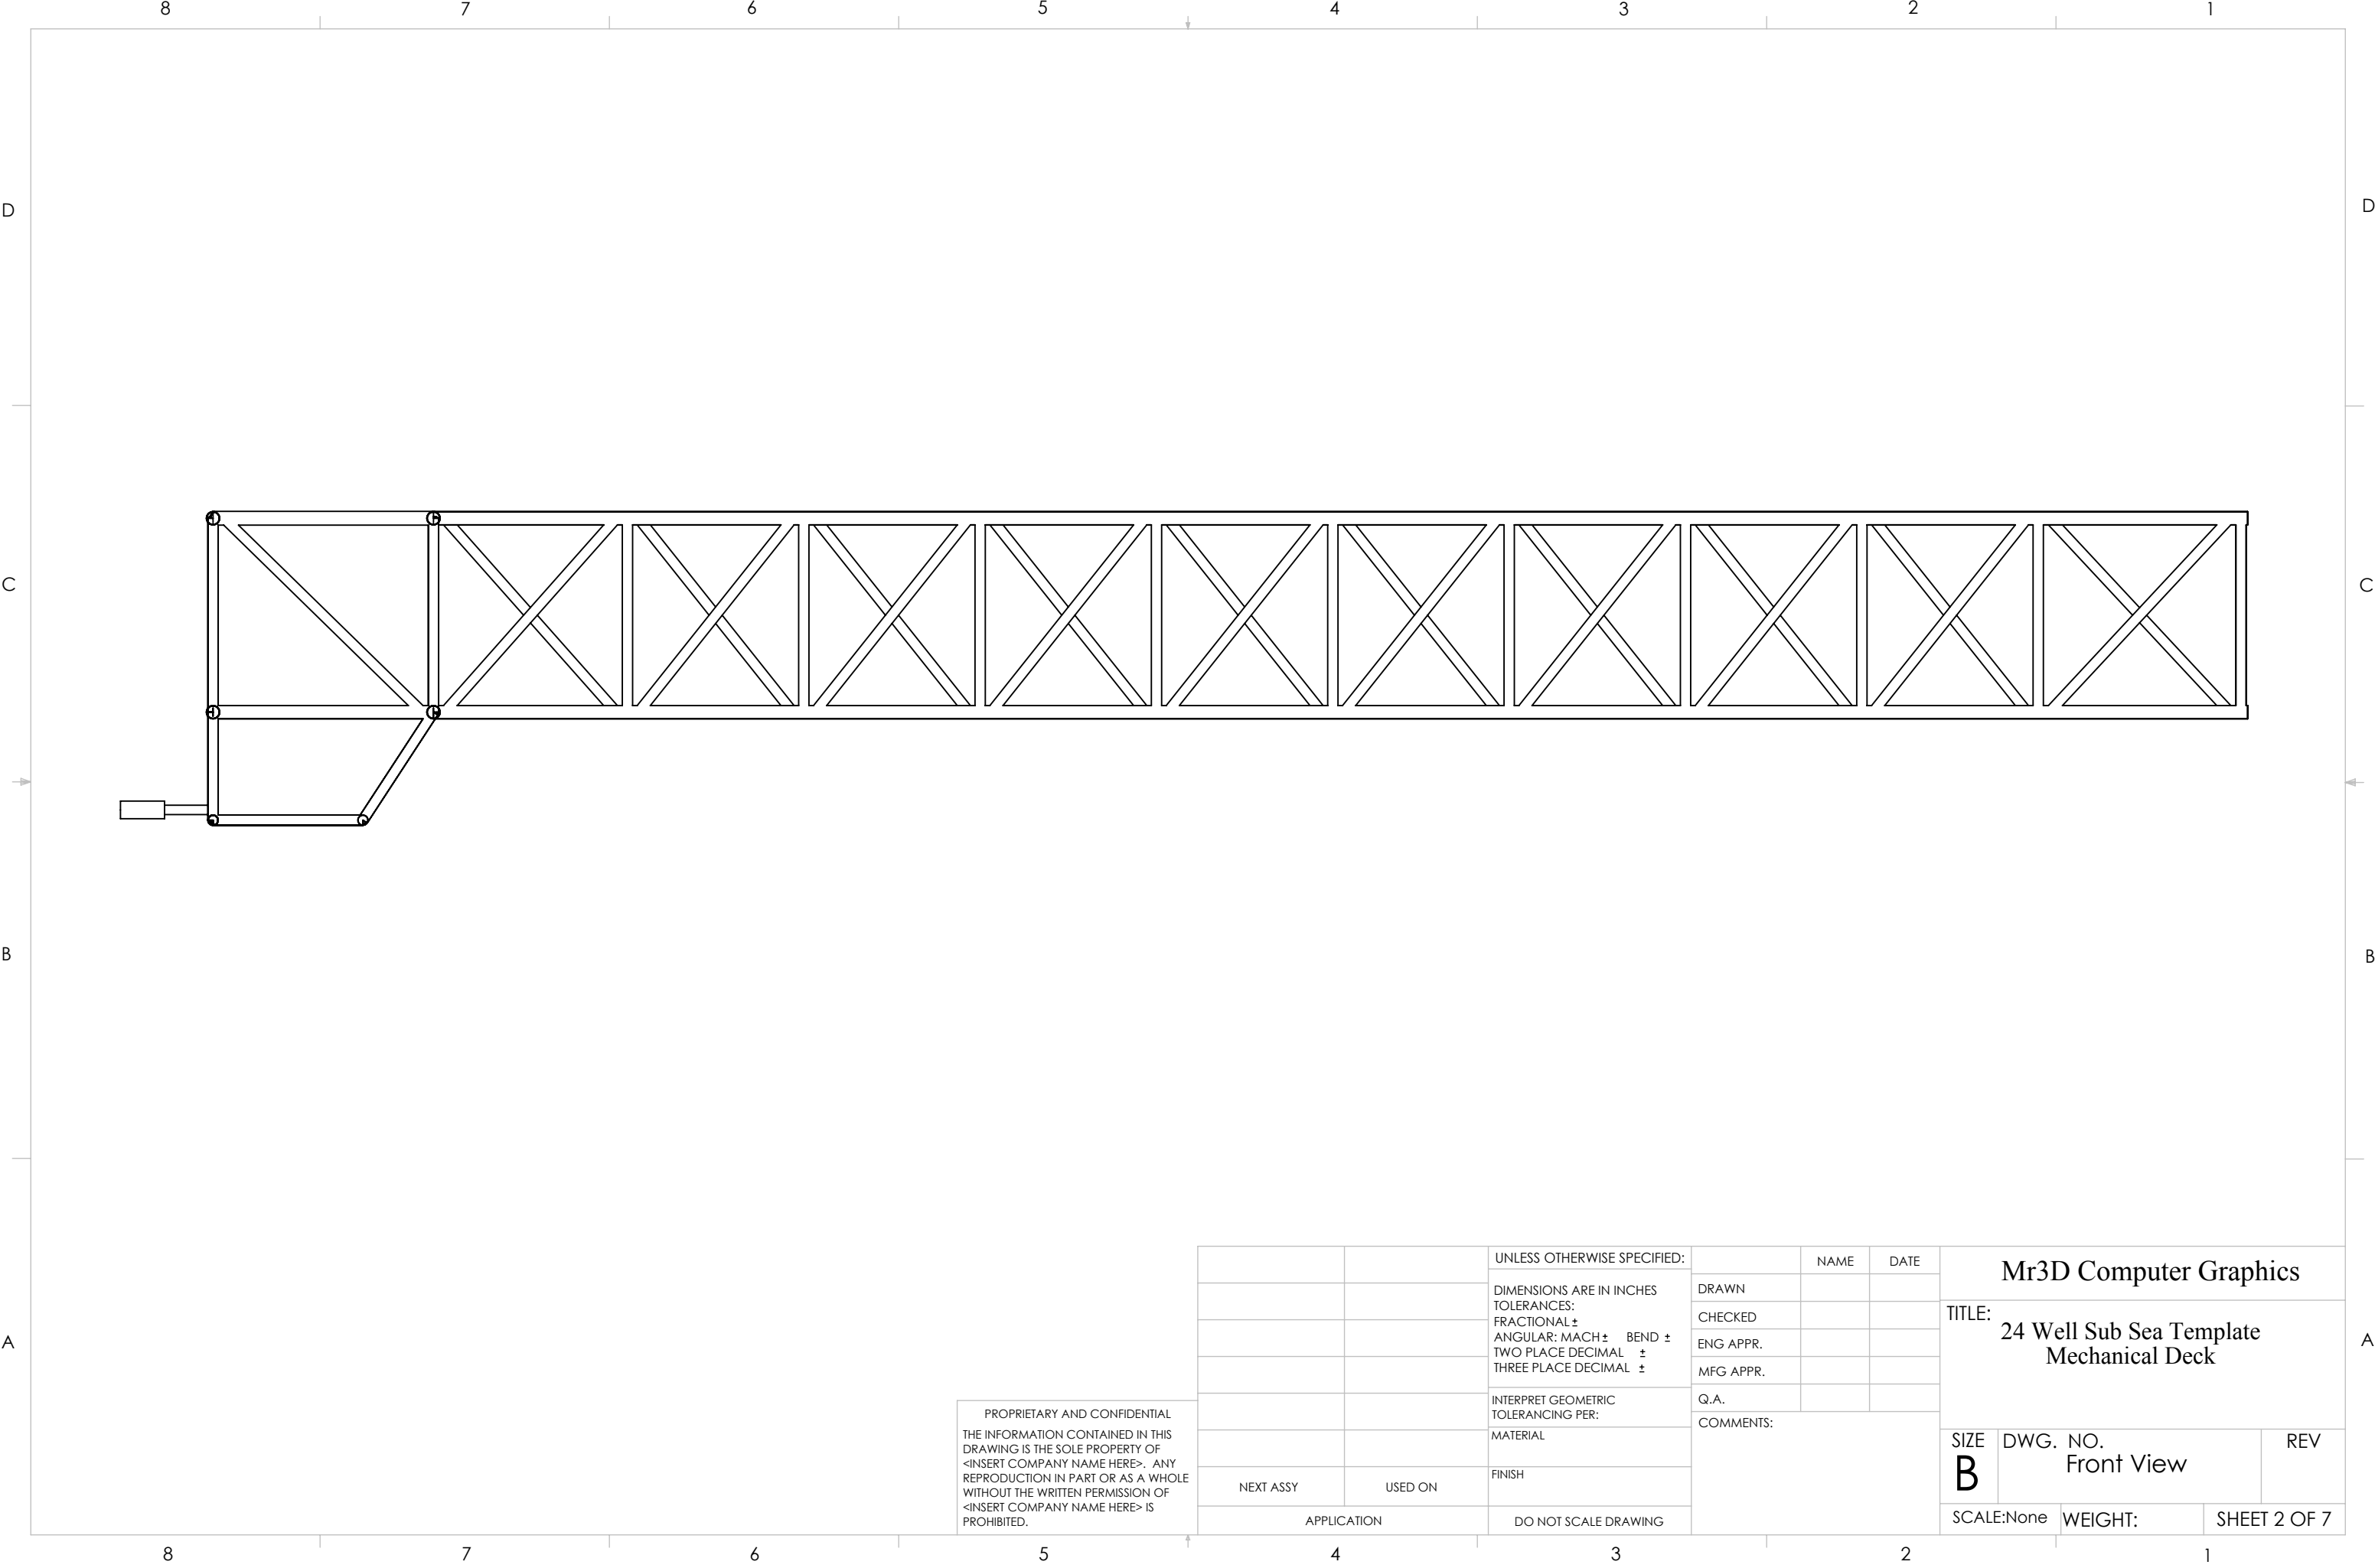 8 7 6 5 4 3 2 1
D D
C C
B B
A A
UNLESS OTHERWISE SPECIFIED:
DIMENSIONS ARE IN INCHES
TOLERANCES:
FRACTIONAL ±
ANGULAR: MACH ± BEND ±
TWO PLACE DECIMAL ±
THREE PLACE DECIMAL ±
INTERPRET GEOMETRIC
TOLERANCING PER:
MATERIAL
FINISH
DO NOT SCALE DRAWING
NAME DATE
DRAWN
CHECKED
ENG APPR.
MFG APPR.
Q.A.
COMMENTS:
Mr3D Computer Graphics
TITLE:
24 Well Sub Sea Template
Mechanical Deck
SIZE DWG. NO. REV
B Front View
SCALE:None WEIGHT: SHEET 2 OF 7
PROPRIETARY AND CONFIDENTIAL
THE INFORMATION CONTAINED IN THIS
DRAWING IS THE SOLE PROPERTY OF
<INSERT COMPANY NAME HERE>. ANY
REPRODUCTION IN PART OR AS A WHOLE
WITHOUT THE WRITTEN PERMISSION OF
<INSERT COMPANY NAME HERE> IS
PROHIBITED.
NEXT ASSY USED ON
APPLICATION
8 7 6 5 4 3 2 1